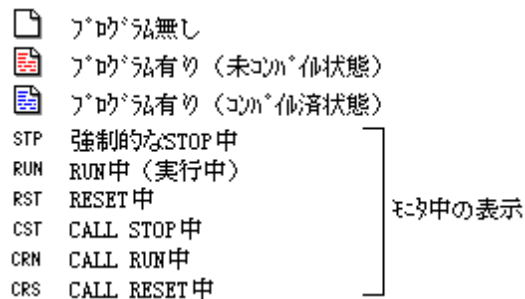 ﾌﾟﾛｸﾞﾗﾑ無し
ﾌﾟﾛｸﾞﾗﾑ有り（未ｺﾝﾊﾟｲﾙ状態）
ﾌﾟﾛｸﾞﾗﾑ有り（ｺﾝﾊﾟｲﾙ済状態）
STP 強制的なSTOP中
RUN RUN中（実行中）
RST RESET中
CST CALL STOP中
CRN CALL RUN中
CRS CALL RESET中
ﾓﾆﾀ中の表示